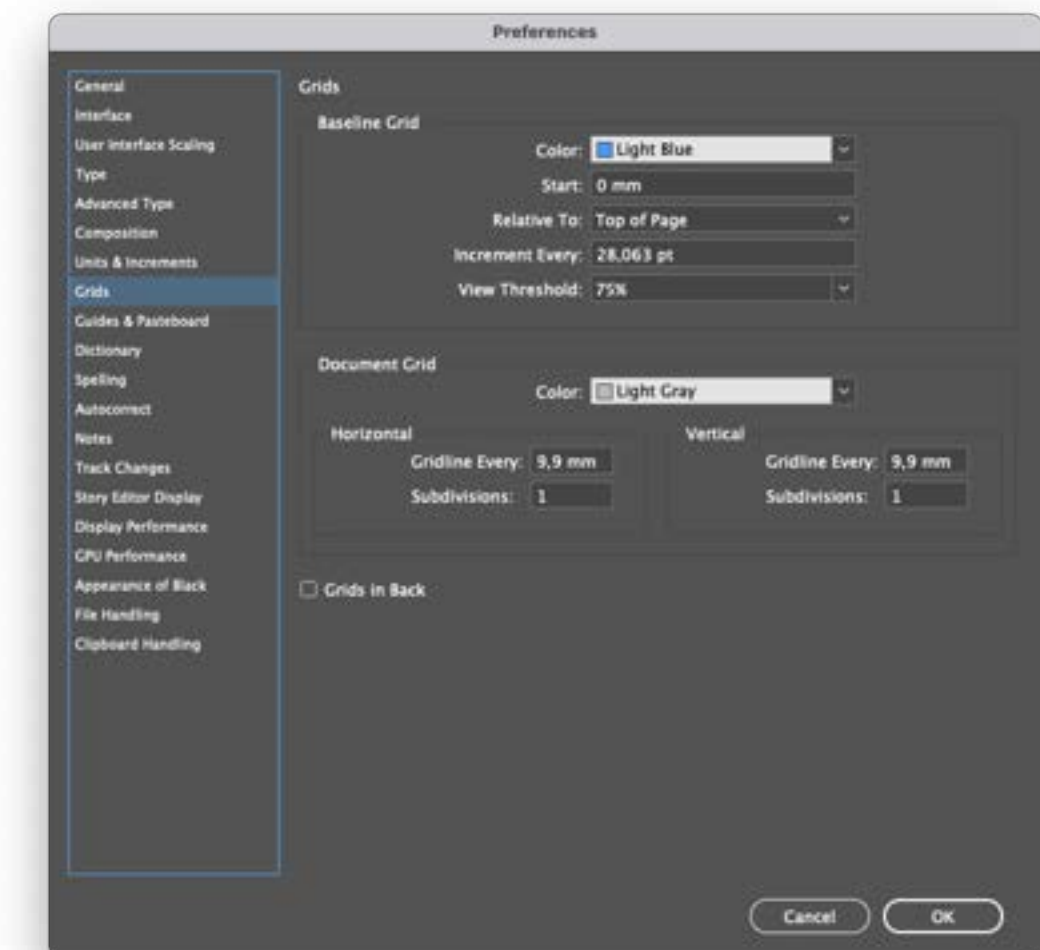 Preferences
General
Interface
User Interface Scaling
Type
Advanced Type
Composition
Units & Increments
Grids
Guides & Pasteboard
Dictionary
Spelling
Autocorrect
Notes
Track Changes
Story Editor Display
Display Performance
GPU Performance
Appearance of Black
File Handling
Clipboard Handling
Grids
Baseline Grid
Color: Light Blue
Start: 0 mm
Relative To: Top of Page
Increment Every: 28,063 pt
View Threshold: 75%
Document Grid
Color: Light Gray
Horizontal
Gridline Every: 9,9 mm
Subdivisions: 1
Vertical
Gridline Every: 9,9 mm
Subdivisions: 1
Grids in Back
Cancel OK